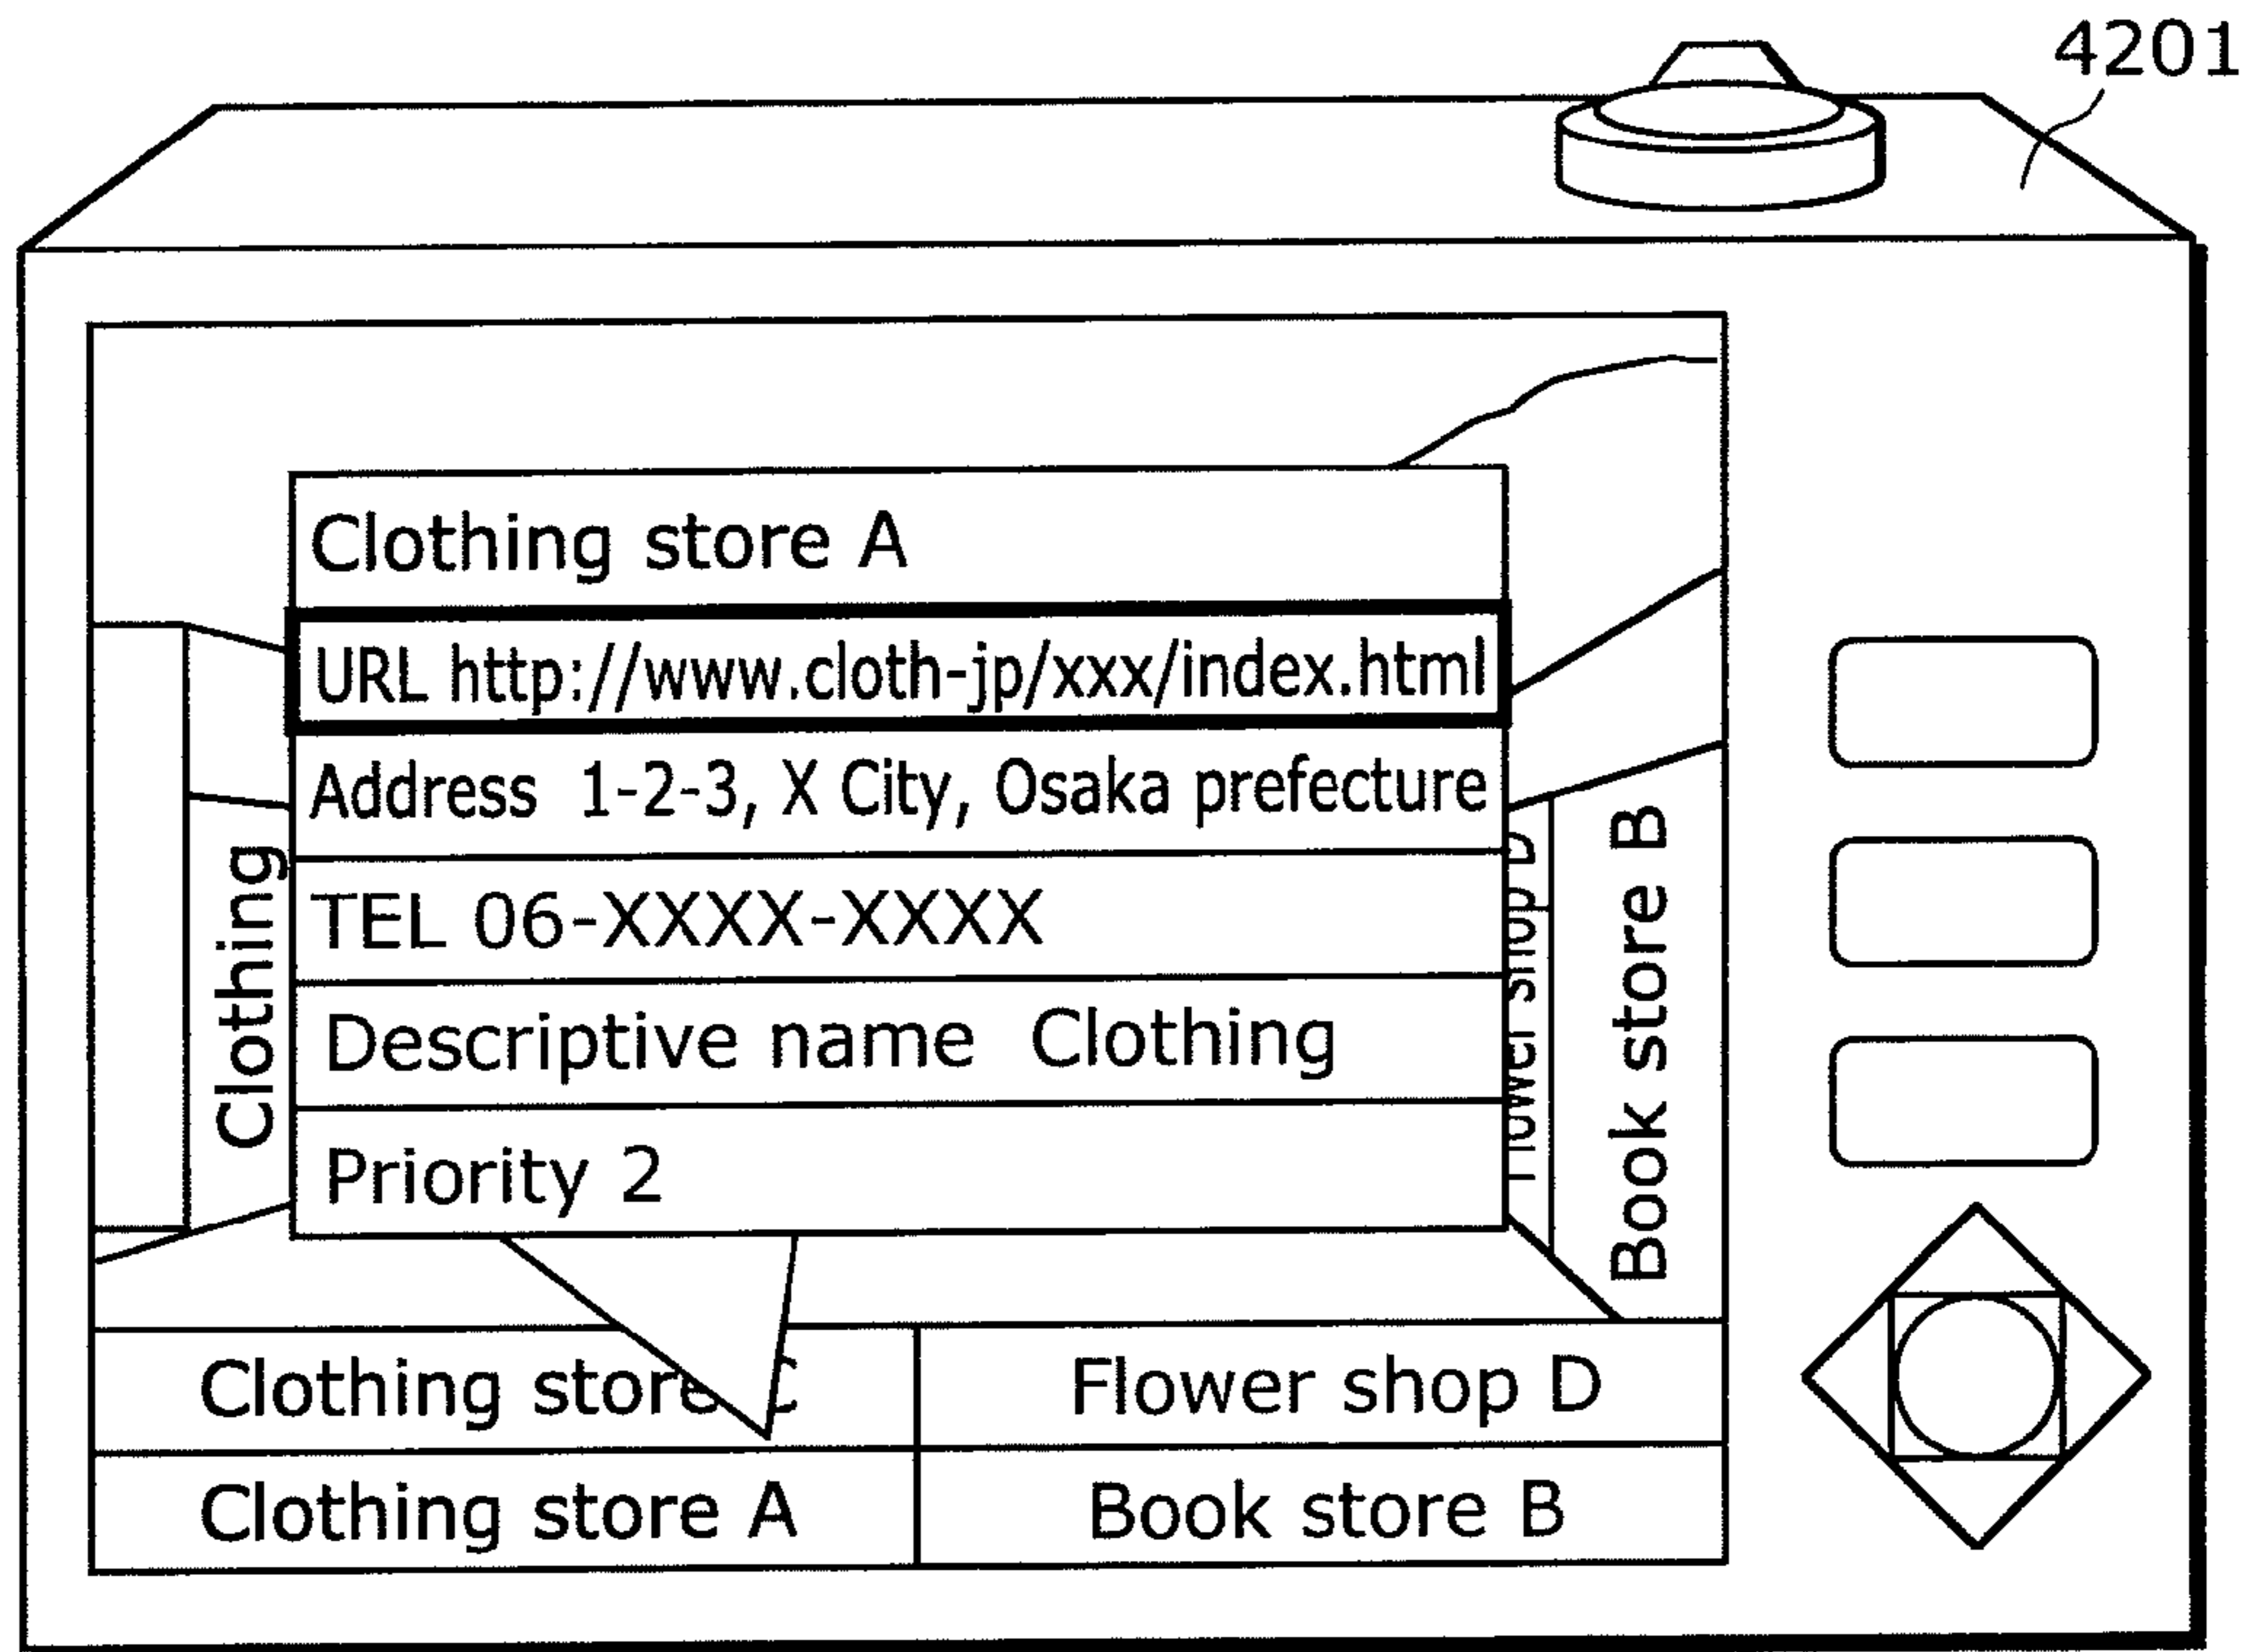 4201
Clothing store A
URL http://www.cloth-jp/xxx/index.html
Address 1-2-3, X City, Osaka prefecture
TEL 06-XXXX-XXXX
Descriptive name Clothing
Priority 2
Clothing
Flower shop D
Book store B
Clothing store C
Flower shop D
Clothing store A
Book store B